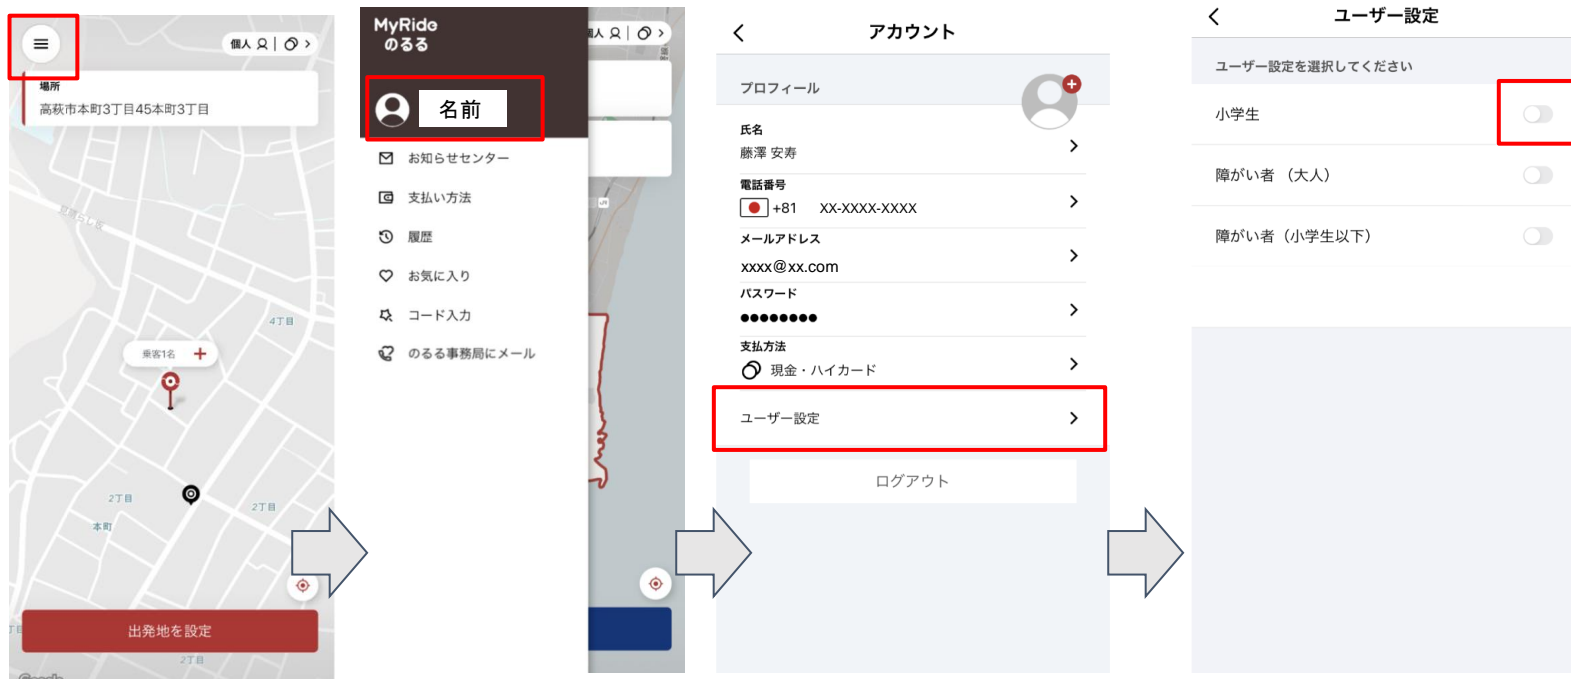 個人
場所
高萩市本町3丁目45本町3丁目
見晴らし坂
4丁目
乗客1名
2丁目
2丁目
本町
出発地を設定
2丁目
Google
MyRide
のるる
名前
お知らせセンター
支払い方法
履歴
お気に入り
コード入力
のるる事務局にメール
アカウント
プロフィール
氏名
藤澤 安寿
電話番号
+81 XX-XXXX-XXXX
メールアドレス
xxxx@xx.com
パスワード
●●●●●●●●
支払方法
現金・ハイカード
ユーザー設定
ログアウト
ユーザー設定
ユーザー設定を選択してください
小学生
障がい者 （大人）
障がい者（小学生以下）